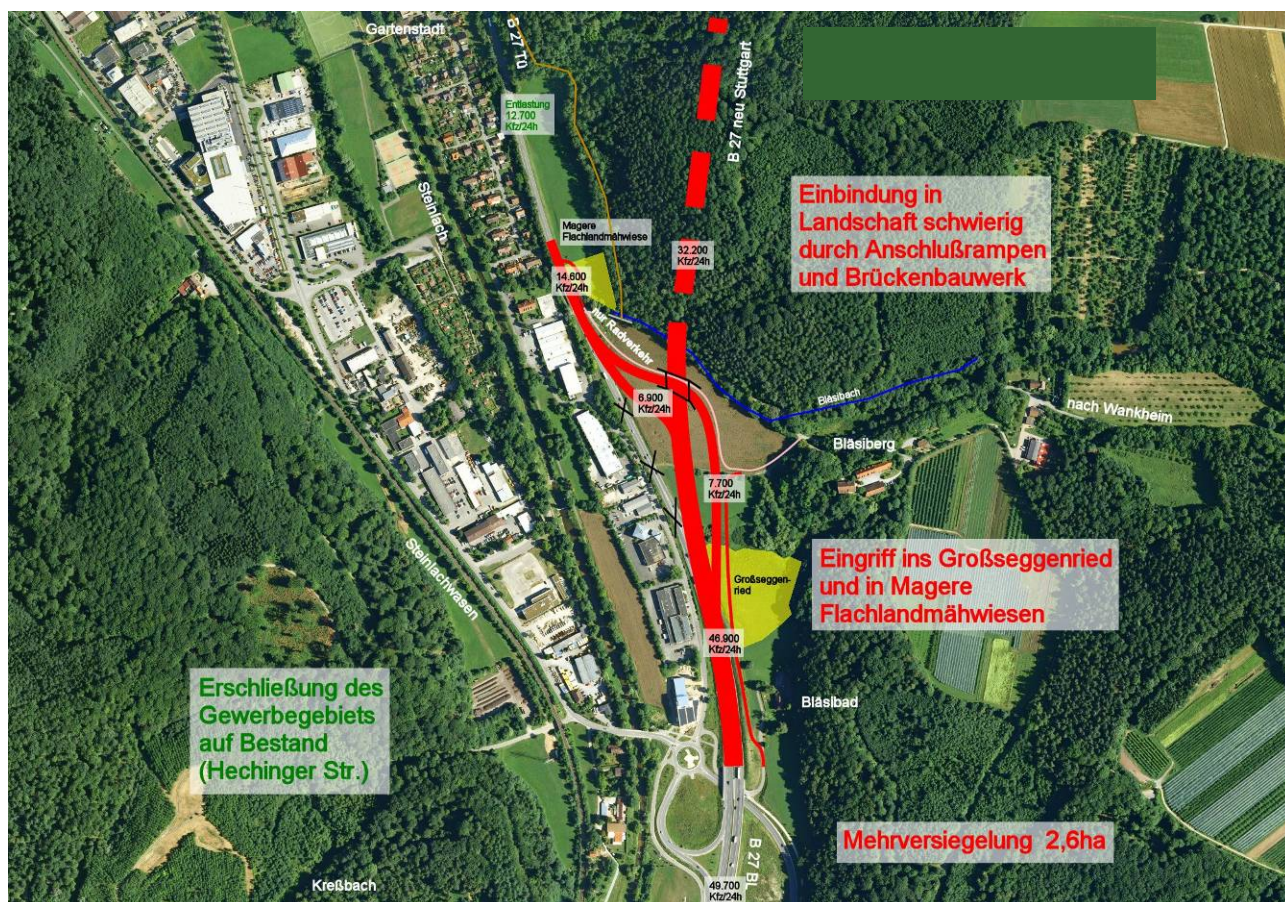 Gartenstadt
B 27 TÜ
Entlastung
12.700
Kfz/24h
B 27 neu Stuttgart
Steinlach
Magere
Flachlandmähwiese
Einbindung in
Landschaft schwierig
durch Anschlußrampen
und Brückenbauwerk
32.200
Kfz/24h
14.600
Kfz/24h
nur Radverkehr
Bläsibach
6.900
Kfz/24h
nach Wankheim
Bläsiberg
7.700
Kfz/24h
Steinlachwasen
Großseggen-
ried
Eingriff ins Großseggenried
und in Magere
Flachlandmähwiesen
46.900
Kfz/24h
Erschließung des
Gewerbegebiets
auf Bestand
(Hechinger Str.)
Bläsibad
Mehrversiegelung 2,6ha
B 27 BL
Kreßbach
49.700
Kfz/24h